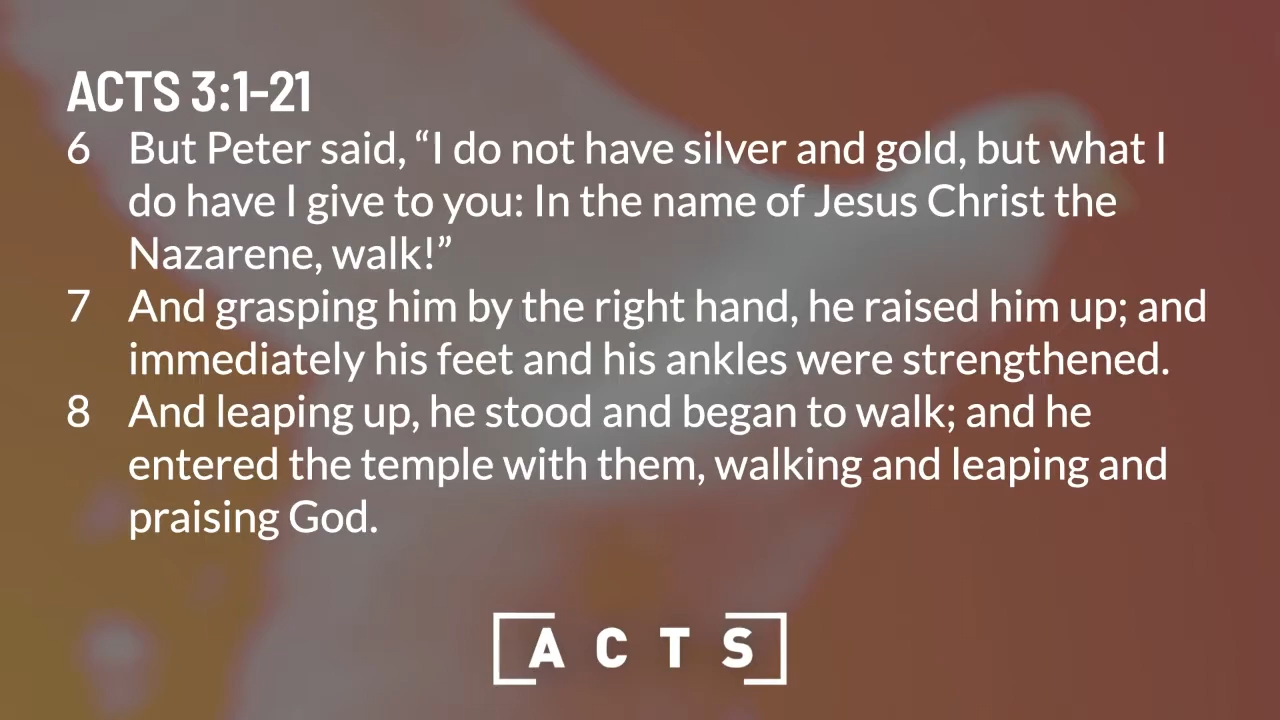 ACTS 3:1-21
6 But Peter said, “I do not have silver and gold, but what I
do have I give to you: In the name of Jesus Christ the
Nazarene, walk!”
7 And grasping him by the right hand, he raised him up; and
immediately his feet and his ankles were strengthened.
8 And leaping up, he stood and began to walk; and he
entered the temple with them, walking and leaping and
praising God.
ACTS